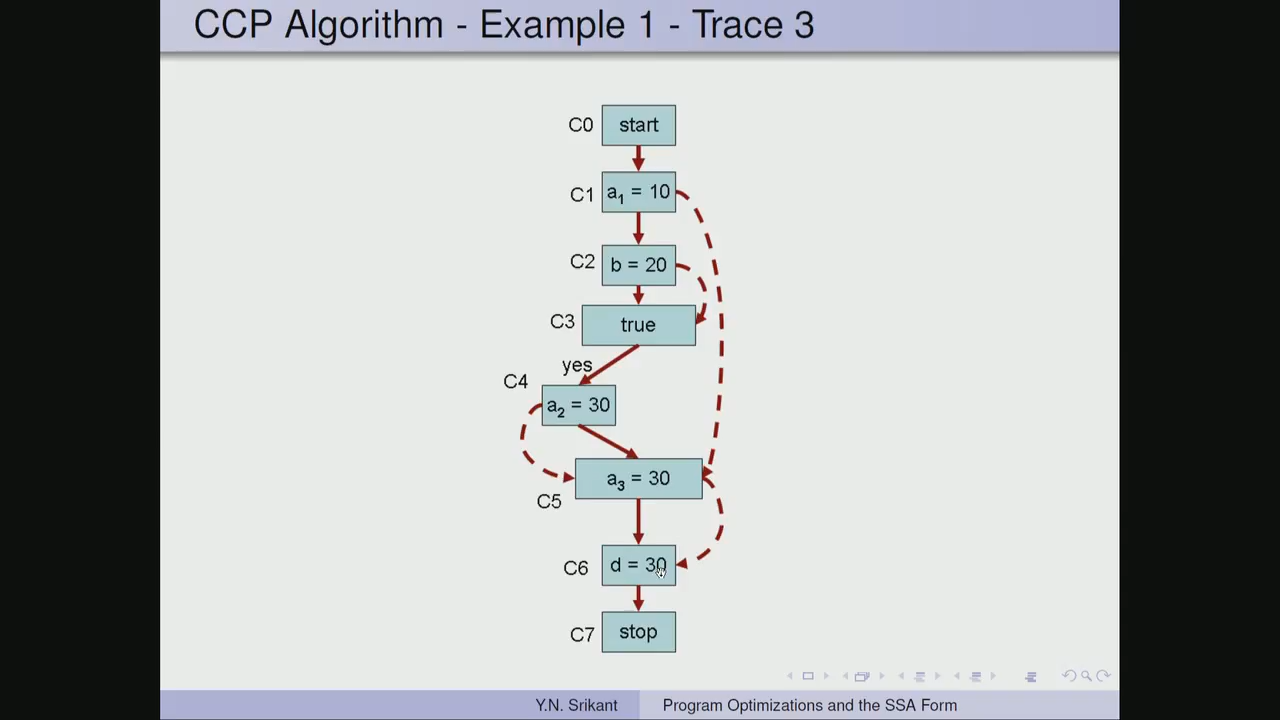 CCP Algorithm - Example 1 - Trace 3
C0 start
C1 a₁ = 10
C2 b = 20
C3 true
yes
C4 a₂ = 30
a₃ = 30
C5
C6 d = 30
C7 stop
Y.N. Srikant Program Optimizations and the SSA Form